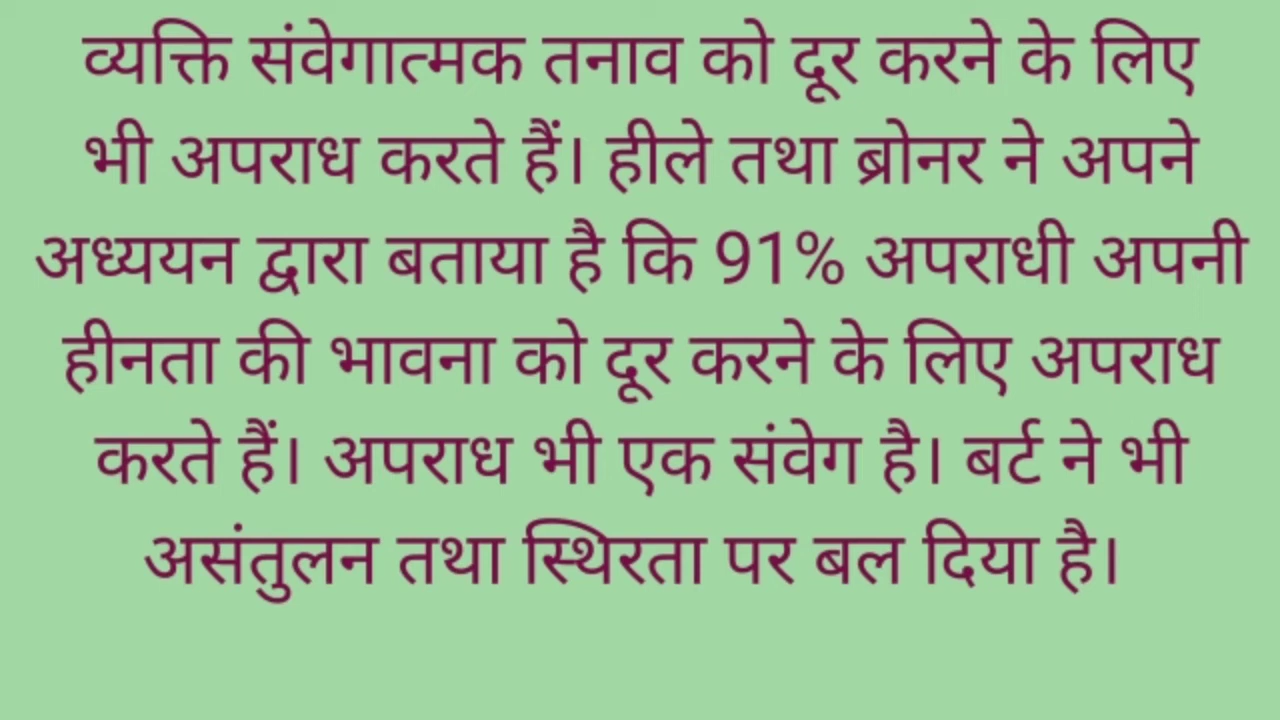 व्यक्ति संवेगात्मक तनाव को दूर करने के लिए
भी अपराध करते हैं। हीले तथा ब्रोनर ने अपने
अध्ययन द्वारा बताया है कि 91% अपराधी अपनी
हीनता की भावना को दूर करने के लिए अपराध
करते हैं। अपराध भी एक संवेग है। बर्ट ने भी
असंतुलन तथा स्थिरता पर बल दिया है।